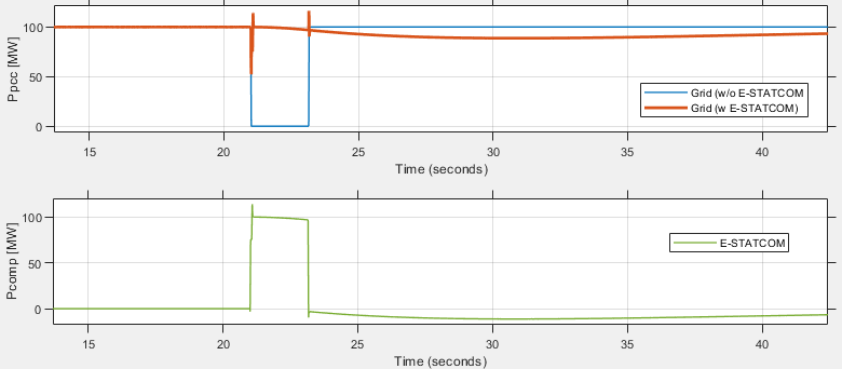 Ppcc [MW]
100
50
0
Grid (w/o E-STATCOM
Grid (w E-STATCOM)
15 20 25 30 35 40
Time (seconds)
Pcomp [MW]
100
50
0
E-STATCOM
15 20 25 30 35 40
Time (seconds)